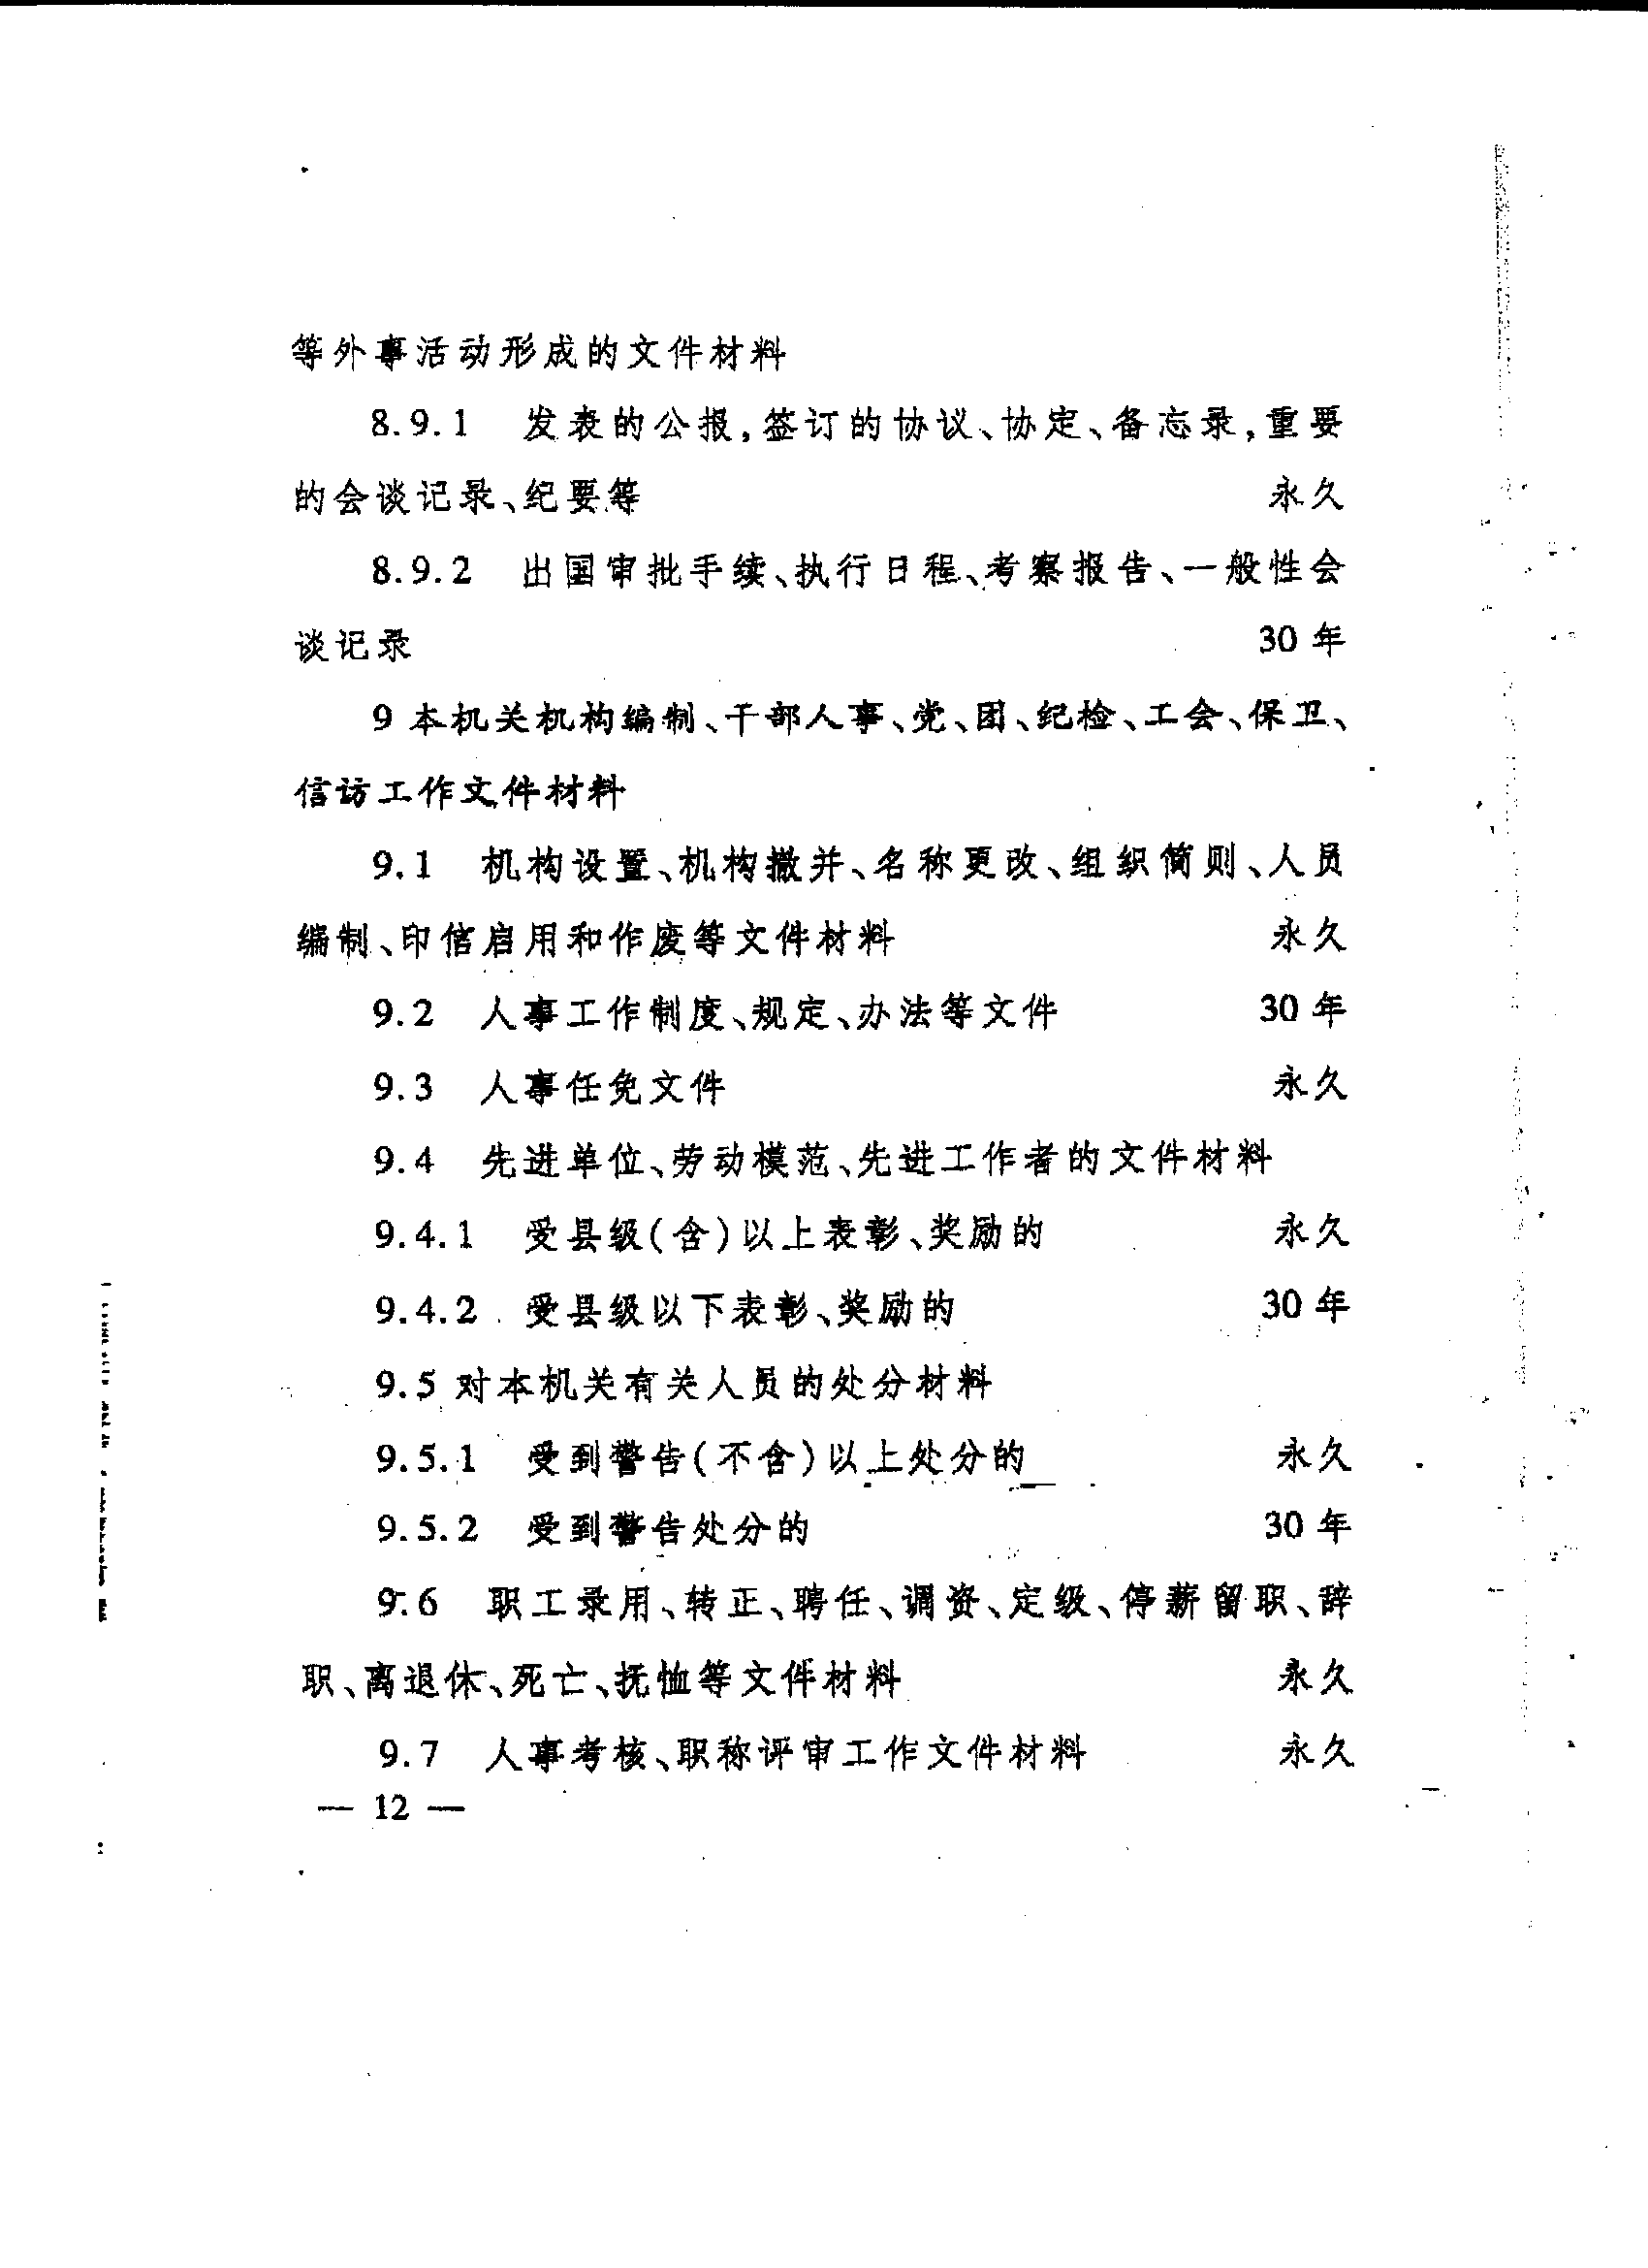 等外事活动形成的文件材料
8.9.1 发表的公报,签订的协议、协定、备忘录,重要
的会谈记录、纪要等 永久
8.9.2 出国审批手续、执行日程、考察报告、一般性会
谈记录 30 年
9 本机关机构编制、干部人事、党、团、纪检、工会、保卫、
信访工作文件材料
9.1 机构设置、机构撤并、名称更改、组织简则、人员
编制、印信启用和作废等文件材料 永久
9.2 人事工作制度、规定、办法等文件 30 年
9.3 人事任免文件 永久
9.4 先进单位、劳动模范、先进工作者的文件材料
9.4.1 受县级(含)以上表彰、奖励的 永久
9.4.2 受县级以下表彰、奖励的 30 年
9.5 对本机关有关人员的处分材料
9.5.1 受到警告(不含)以上处分的 永久
9.5.2 受到警告处分的 30 年
9.6 职工录用、转正、聘任、调资、定级、停薪留职、辞
职、离退休、死亡、抚恤等文件材料 永久
9.7 人事考核、职称评审工作文件材料 永久
— 12 —